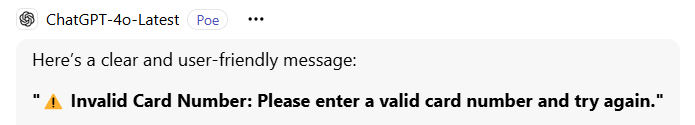 ChatGPT-4o-Latest Poe ···
Here’s a clear and user-friendly message:
"⚠️ Invalid Card Number: Please enter a valid card number and try again."